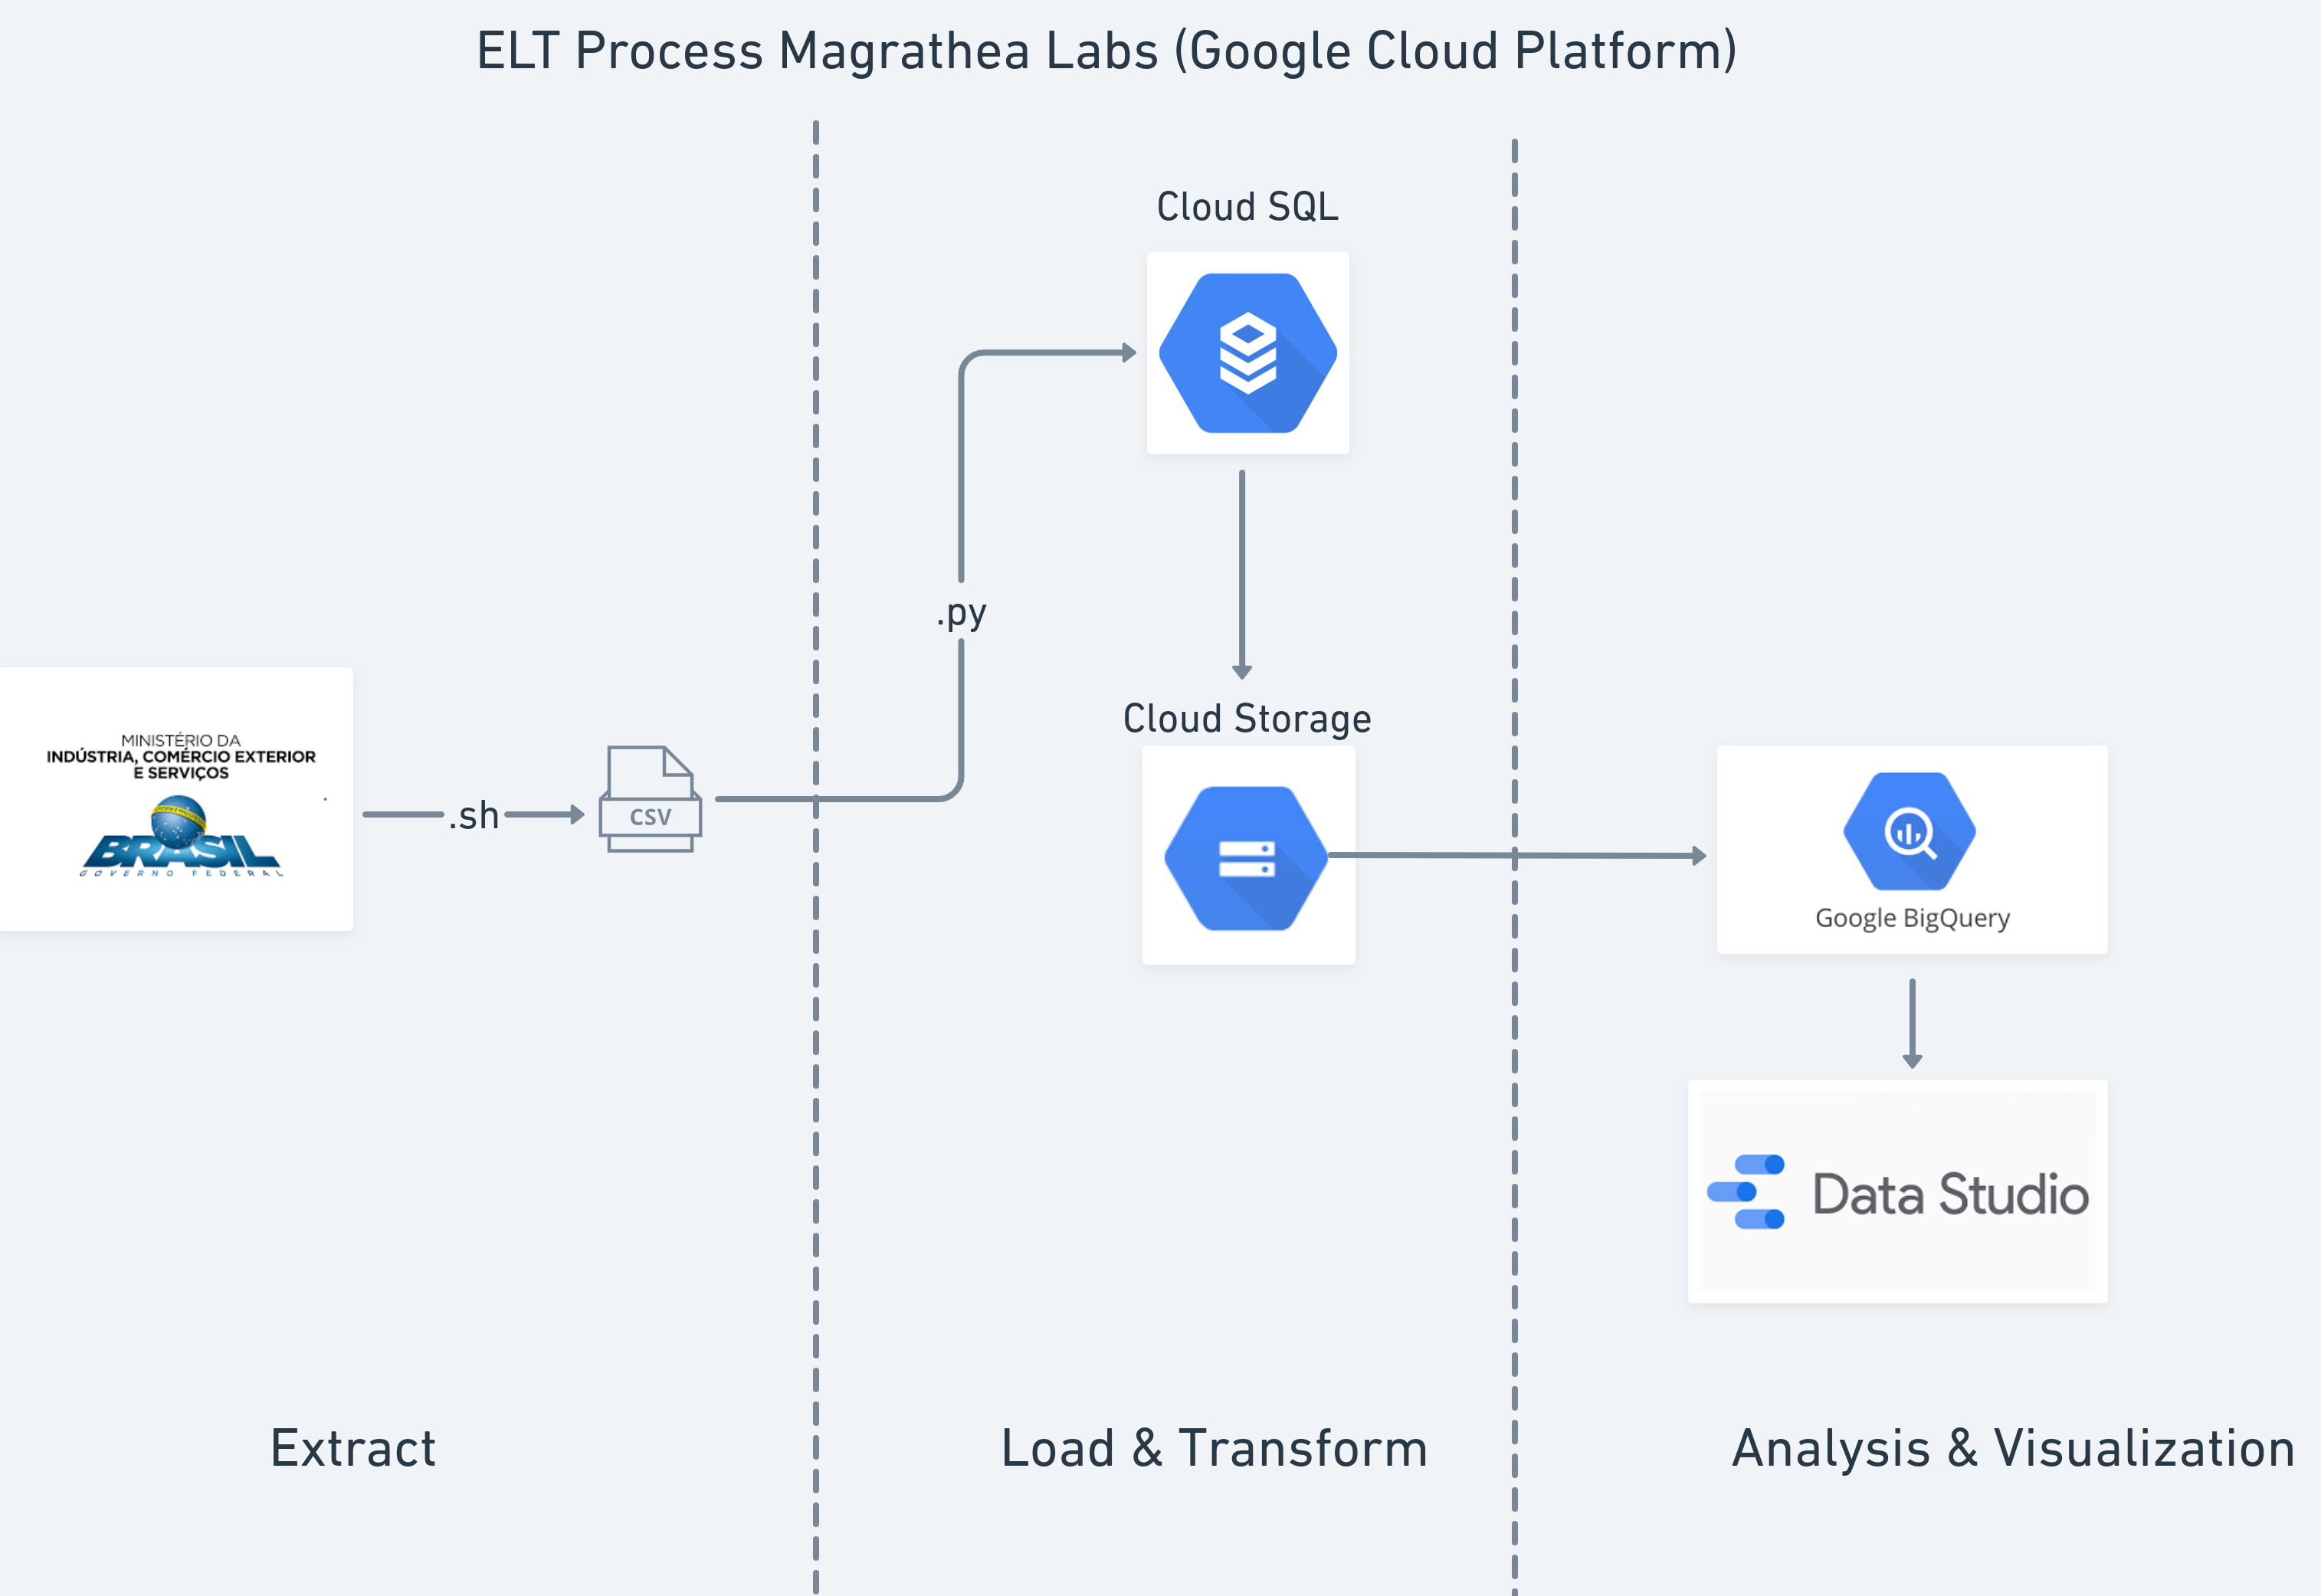 ELT Process Magrathea Labs (Google Cloud Platform)
Cloud SQL
.py
Cloud Storage
MINISTÉRIO DA
INDÚSTRIA, COMÉRCIO EXTERIOR
E SERVIÇOS
BRASIL
GOVERNO FEDERAL
.sh
CSV
Google BigQuery
Data Studio
Extract
Load & Transform
Analysis & Visualization